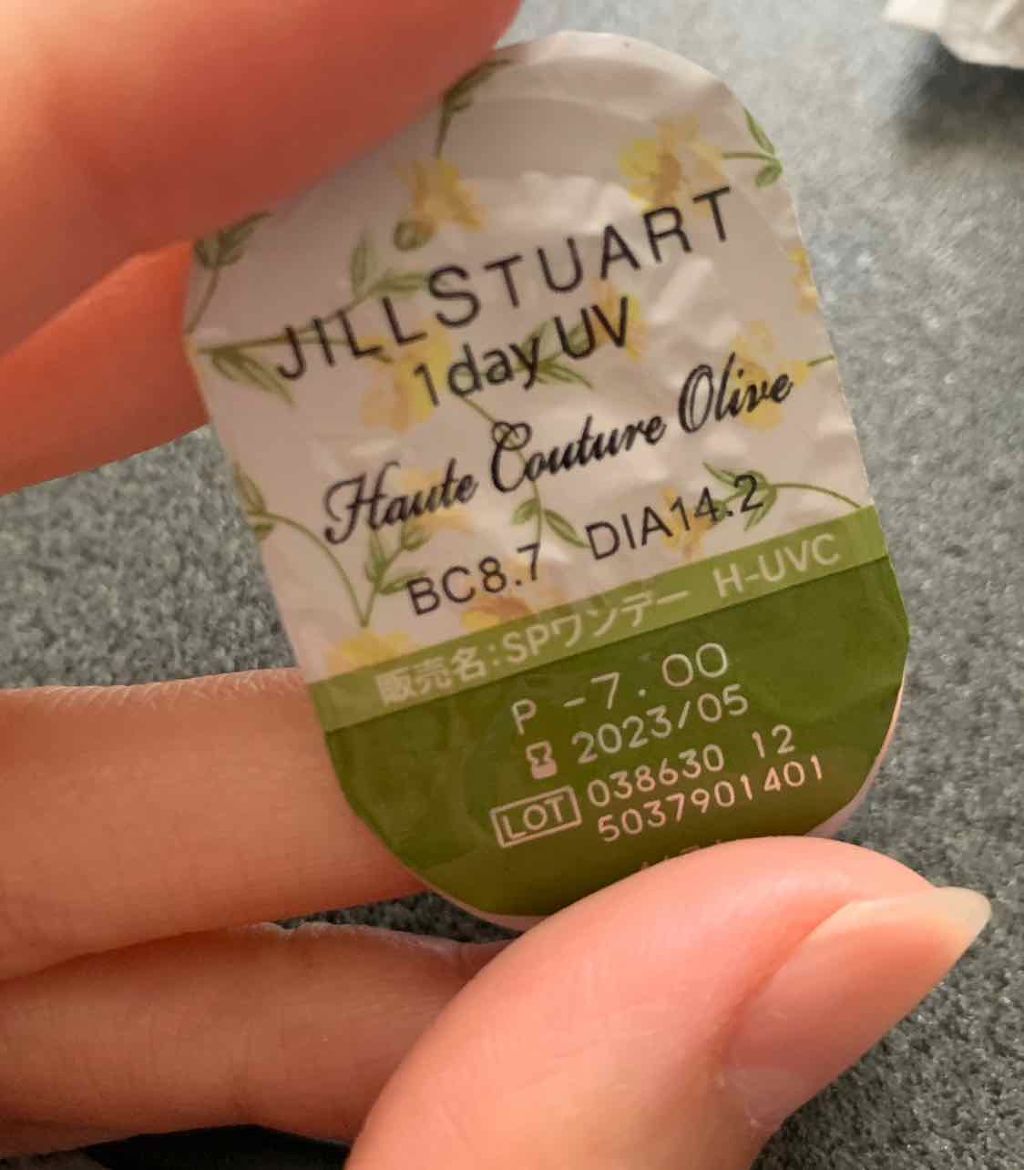 JILLSTUART
1day UV
Haute Couture Olive
BC8.7 DIA14.2
販売名:SPワンデー H-UVC
P -7.00
2023/05
LOT 038630 12
5037901401